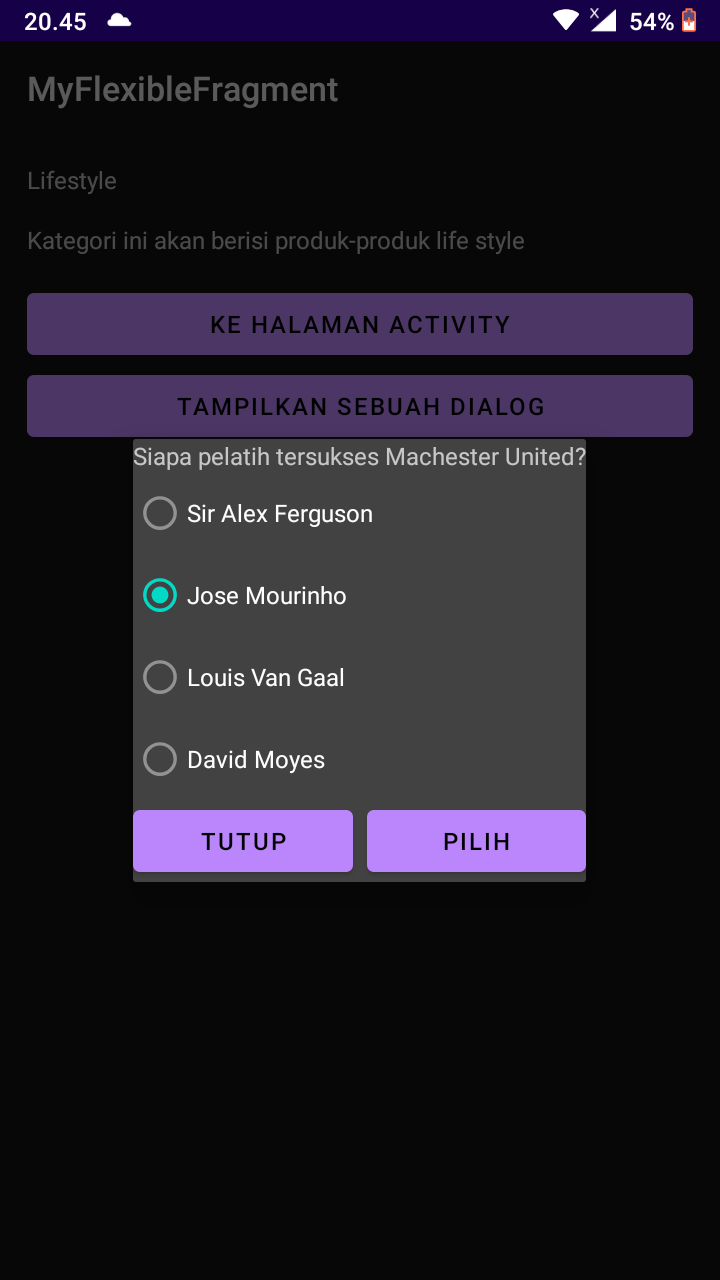 20.45
X
54%
MyFlexibleFragment
Lifestyle
Kategori ini akan berisi produk-produk life style
KE HALAMAN ACTIVITY
TAMPILKAN SEBUAH DIALOG
Siapa pelatih tersukses Machester United?
Sir Alex Ferguson
Jose Mourinho
Louis Van Gaal
David Moyes
TUTUP
PILIH